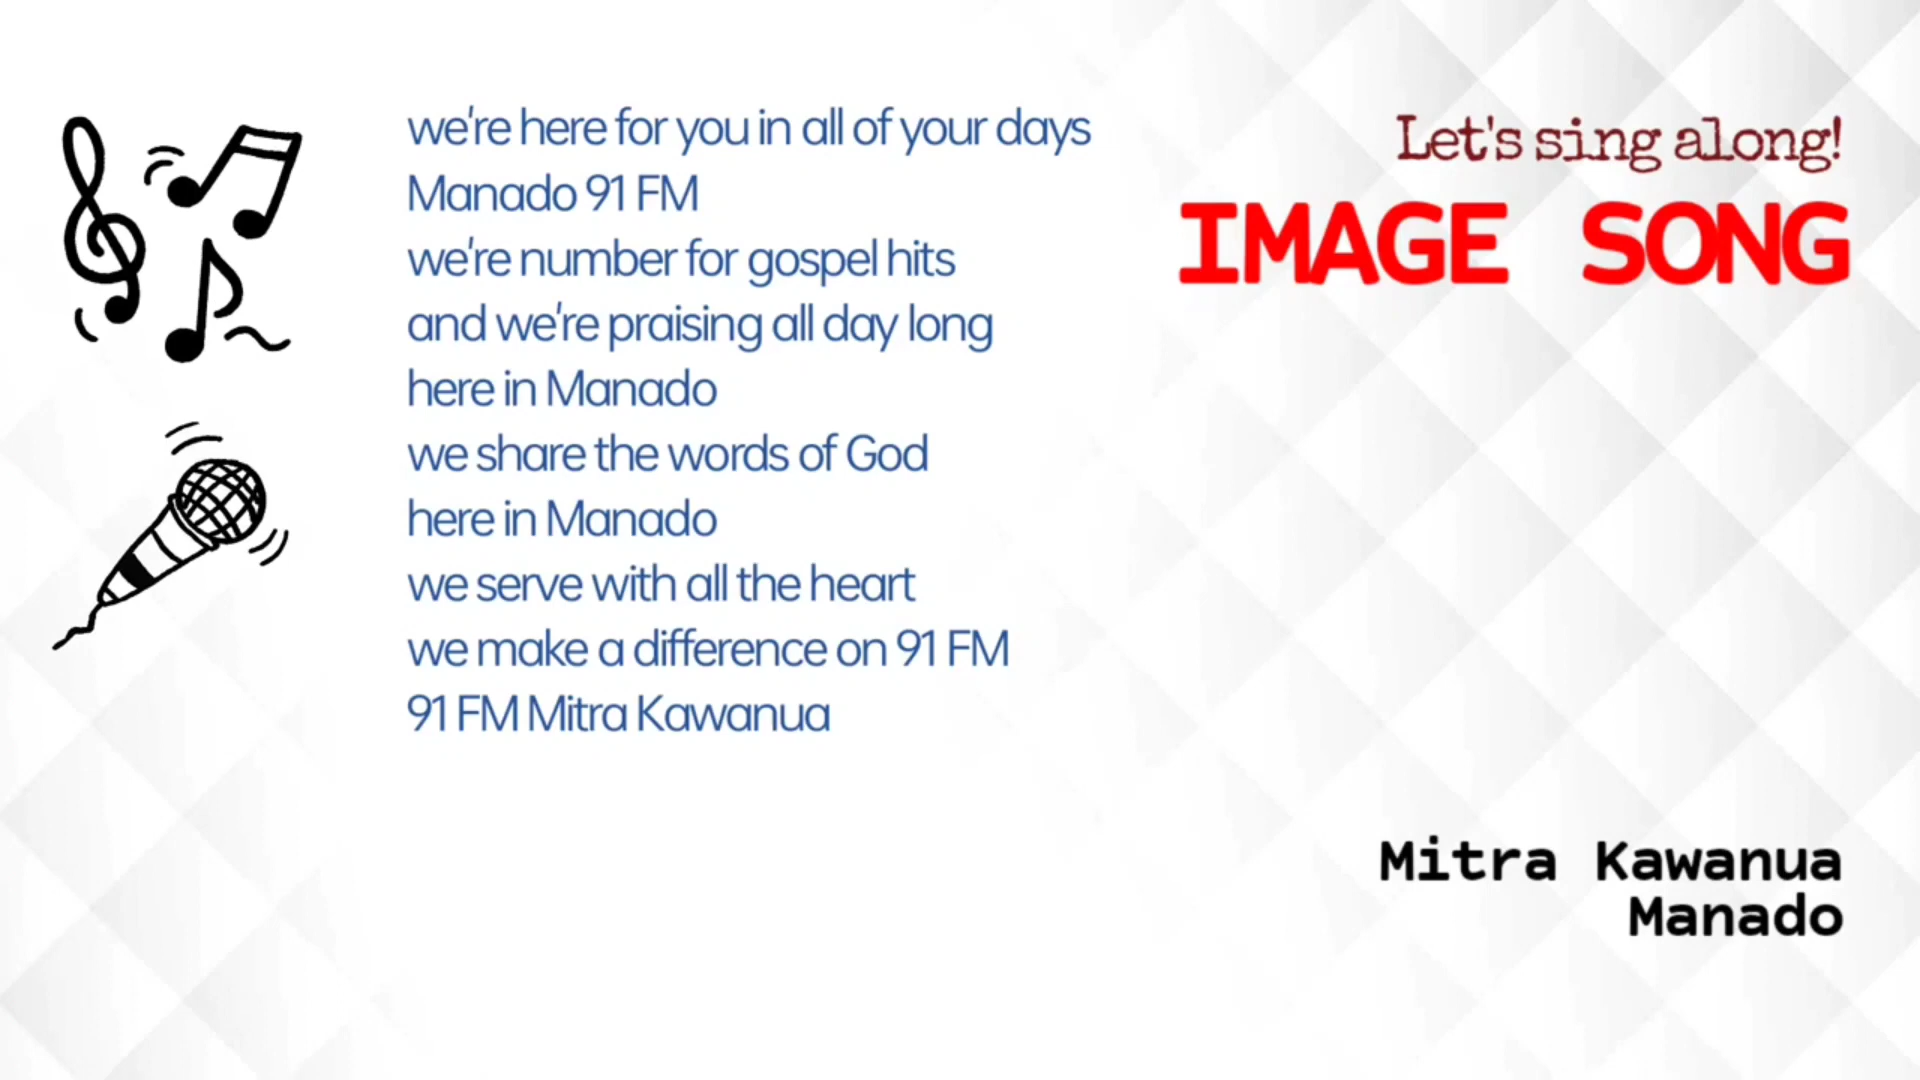 we're here for you in all of your days
Manado 91 FM
we're number for gospel hits
and we're praising all day long
here in Manado
we share the words of God
here in Manado
we serve with all the heart
we make a difference on 91 FM
91 FM Mitra Kawanua
Let's sing along!
IMAGE SONG
Mitra Kawanua
Manado